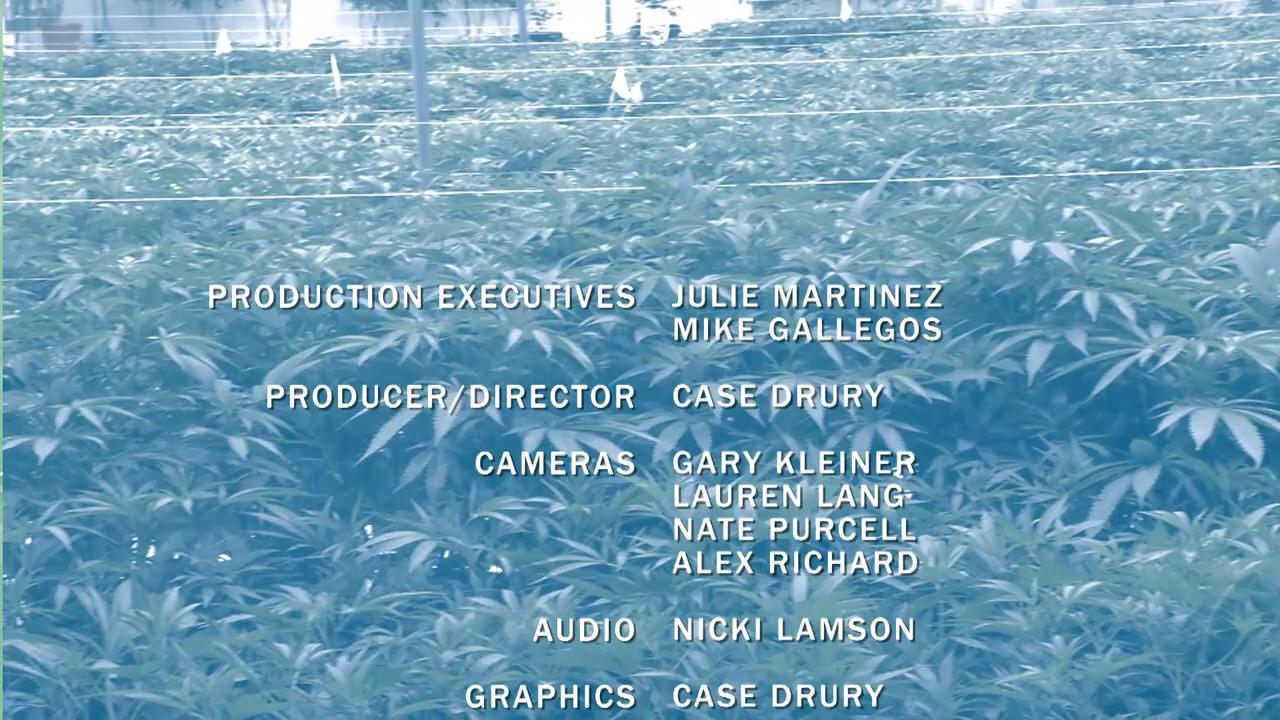 PRODUCTION EXECUTIVES JULIE MARTINEZ
MIKE GALLEGOS
PRODUCER/DIRECTOR CASE DRURY
CAMERAS GARY KLEINER
LAUREN LANG
NATE PURCELL
ALEX RICHARD
AUDIO NICKI LAMSON
GRAPHICS CASE DRURY